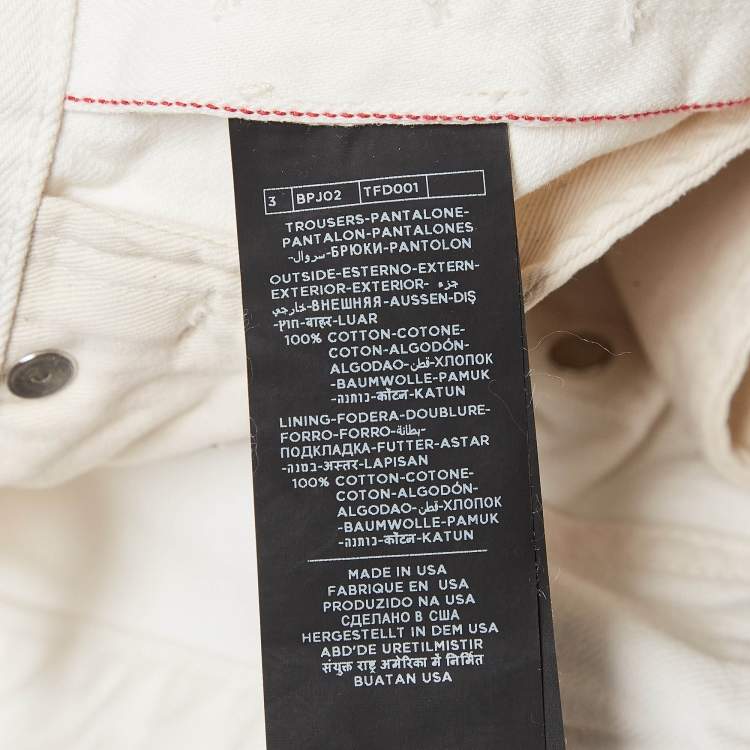 3 BPJ02 TFD001
TROUSERS-PANTALONE-
PANTALON-PANTALONES
-سروال-БРЮКИ-PANTOLON
OUTSIDE-ESTERNO-EXTERN-
EXTERIOR-EXTERIOR- جزء
خارجي-ВНЕШНЯЯ-AUSSEN-DIŞ
-חוץ-बाहर-LUAR
100% COTTON-COTONE-
COTON-ALGODÓN-
ALGODAO-قطن-ХЛОПОК
-BAUMWOLLE-PAMUK
-כותנה-कॉटन-KATUN
LINING-FODERA-DOUBLURE-
FORRO-FORRO-بطانة-
ПОДКЛАДКА-FUTTER-ASTAR
-בטנה-अस्तर-LAPISAN
100% COTTON-COTONE-
COTON-ALGODÓN-
ALGODAO-قطن-ХЛОПОК
-BAUMWOLLE-PAMUK
-כותנה-कॉटन-KATUN
MADE IN USA
FABRIQUE EN USA
PRODUZIDO NA USA
СДЕЛАНО В США
HERGESTELLT IN DEM USA
ABD'DE URETILMISTIR
संयुक्त राष्ट्र अमेरिका में निर्मित
BUATAN USA